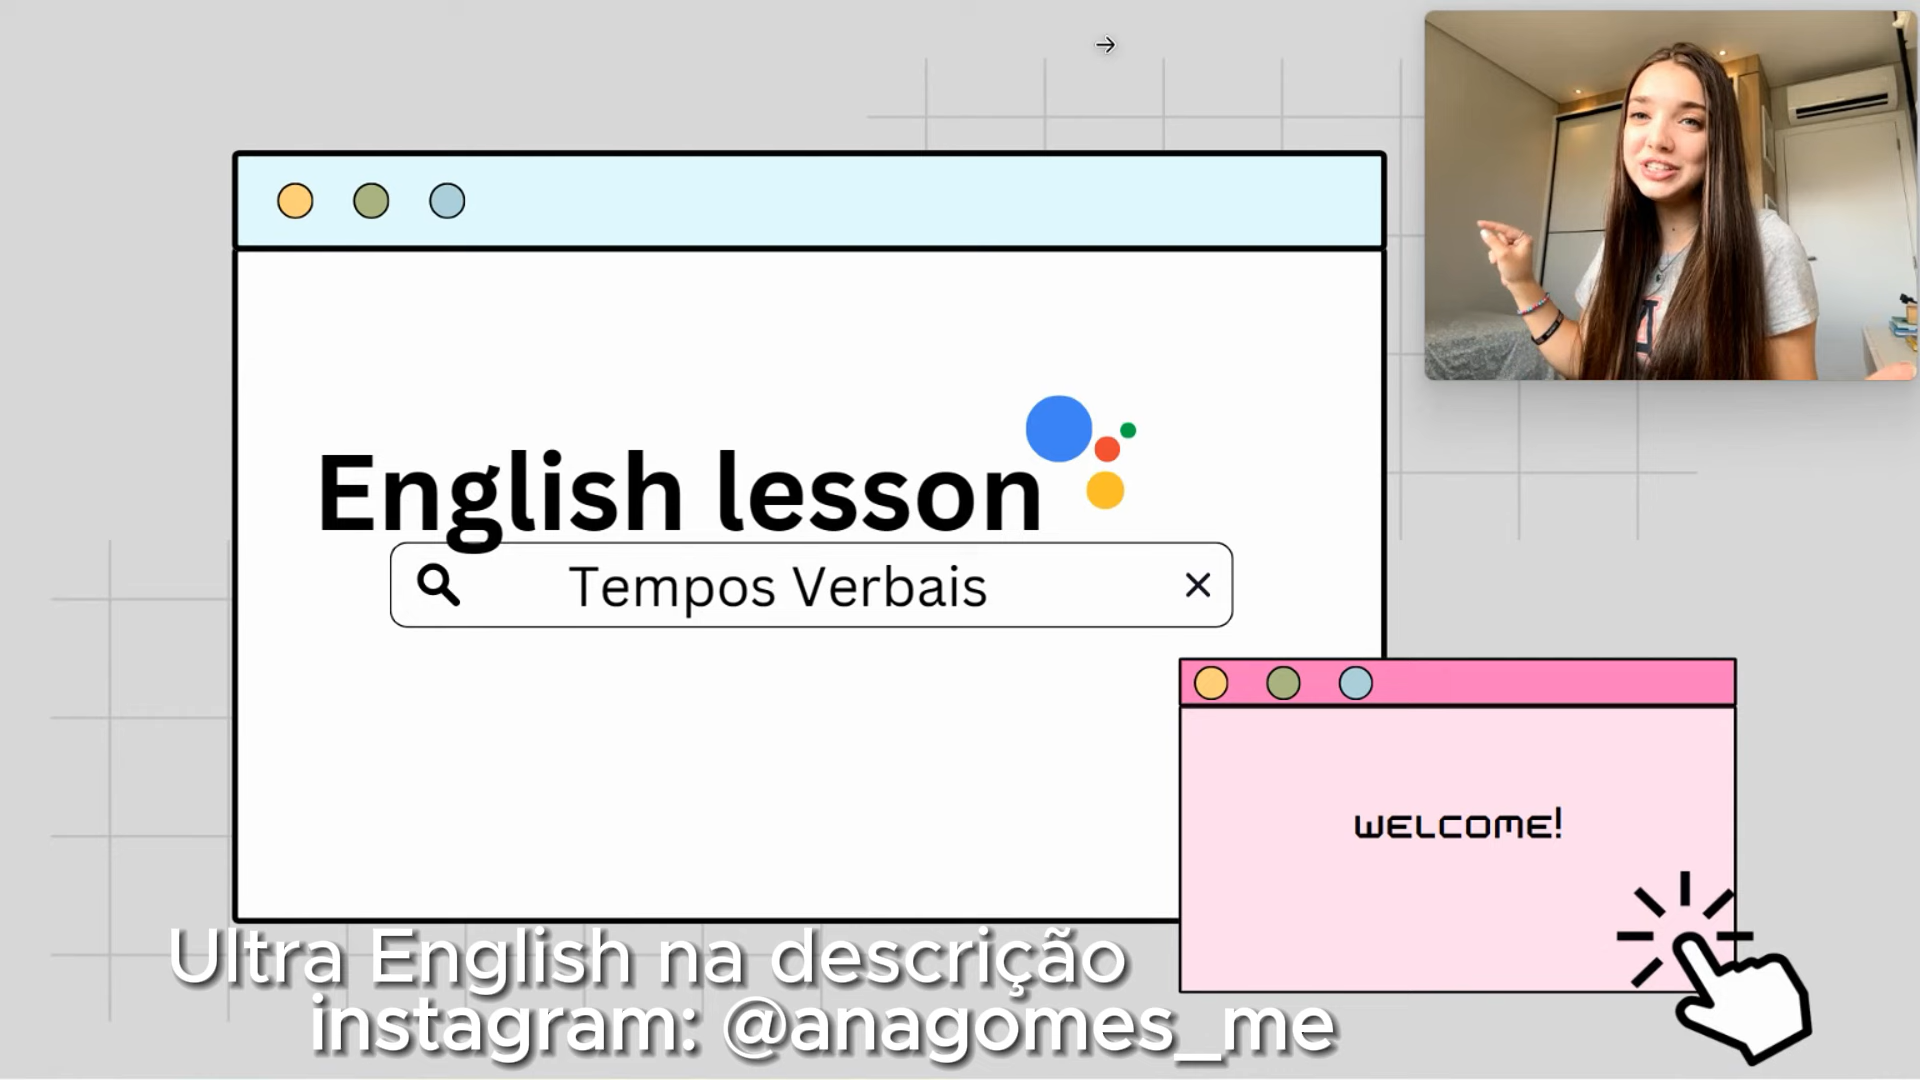 English lesson
Tempos Verbais
WELCOME!
Ultra English na descrição
instagram: @anagomes_me